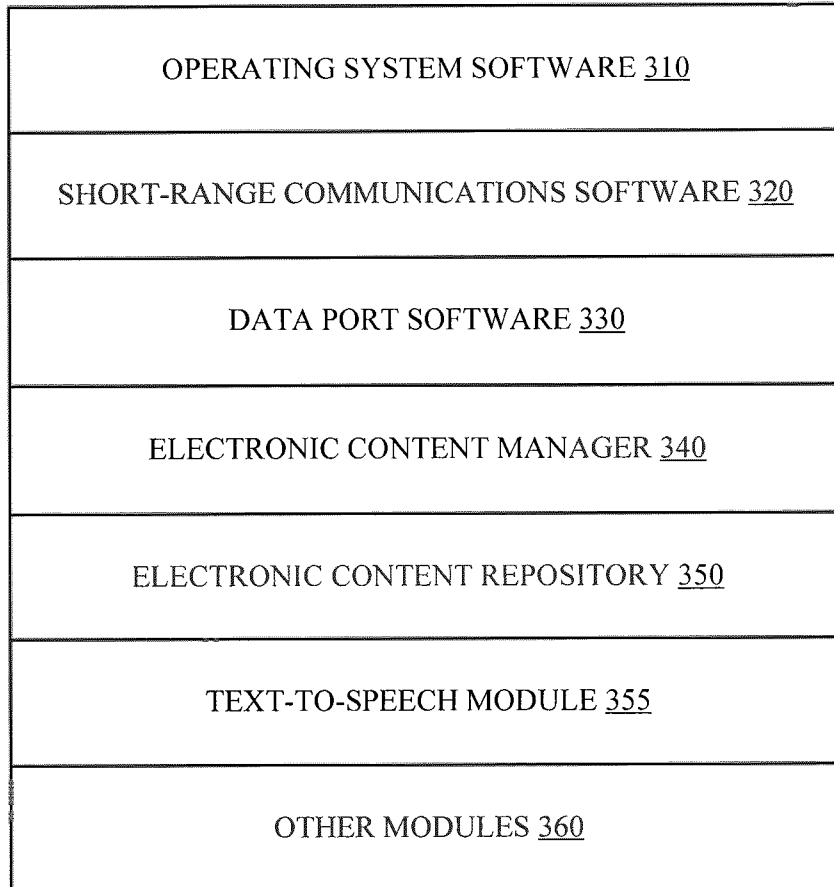 OPERATING SYSTEM SOFTWARE 310
SHORT-RANGE COMMUNICATIONS SOFTWARE 320
DATA PORT SOFTWARE 330
ELECTRONIC CONTENT MANAGER 340
ELECTRONIC CONTENT REPOSITORY 350
TEXT-TO-SPEECH MODULE 355
OTHER MODULES 360